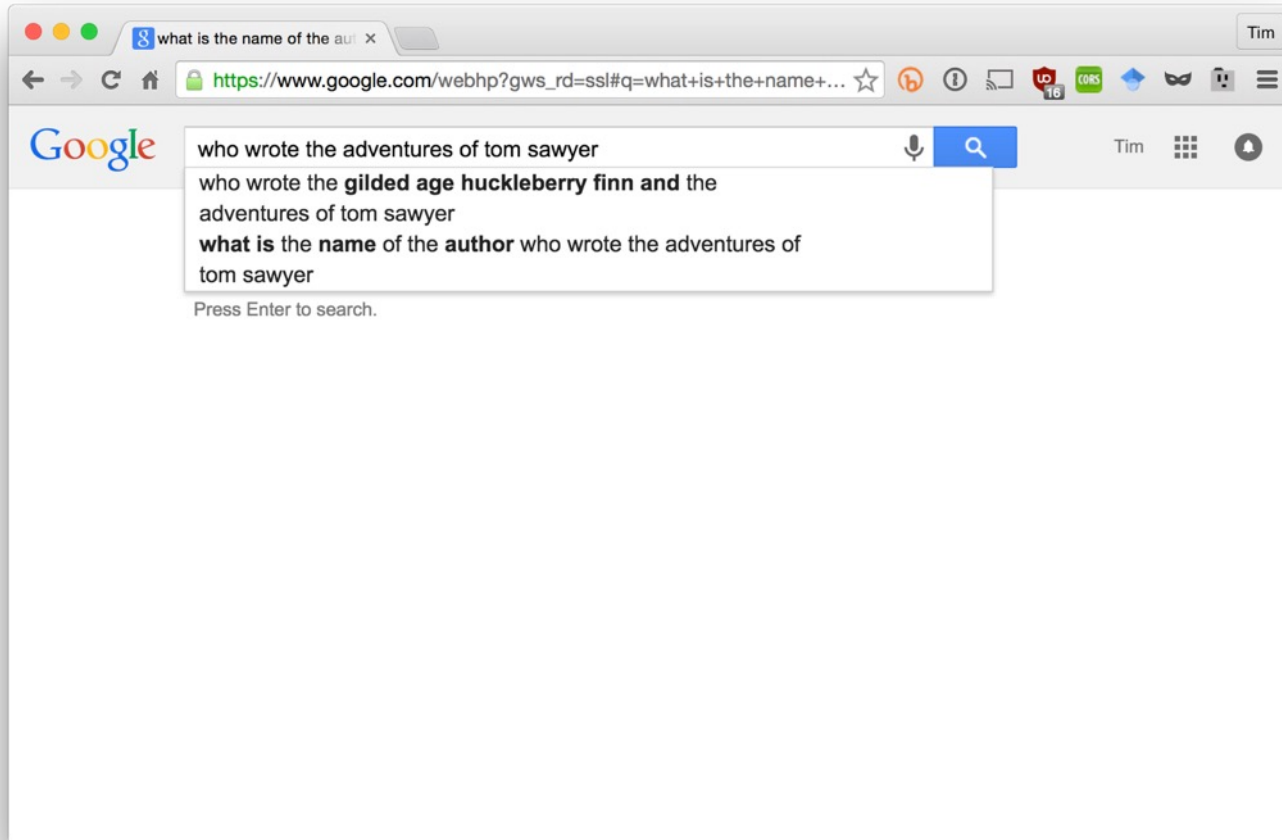 what is the name of the aut
Tim
https://www.google.com/webhp?gws_rd=ssl#q=what+is+the+name+...
16
CORS
Google
who wrote the adventures of tom sawyer
Tim
who wrote the gilded age huckleberry finn and the
adventures of tom sawyer
what is the name of the author who wrote the adventures of
tom sawyer
Press Enter to search.